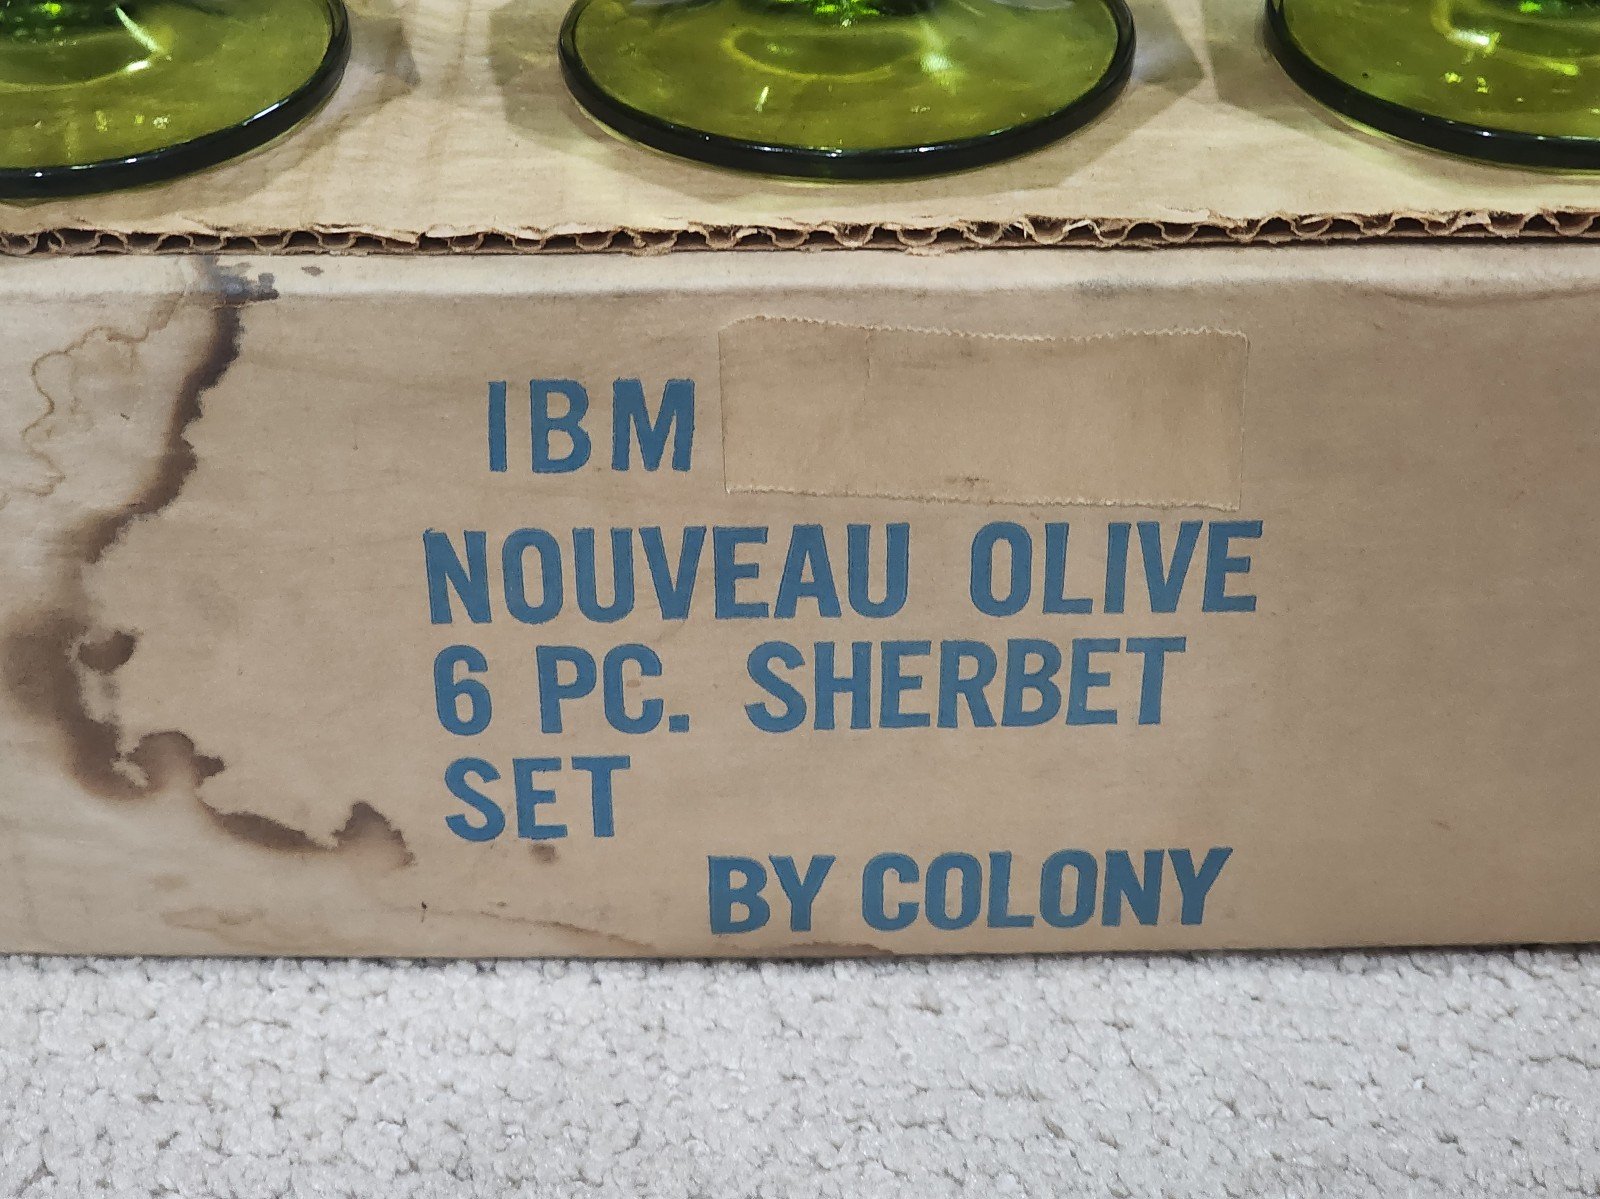 IBM
NOUVEAU OLIVE
6 PC. SHERBET
SET
BY COLONY